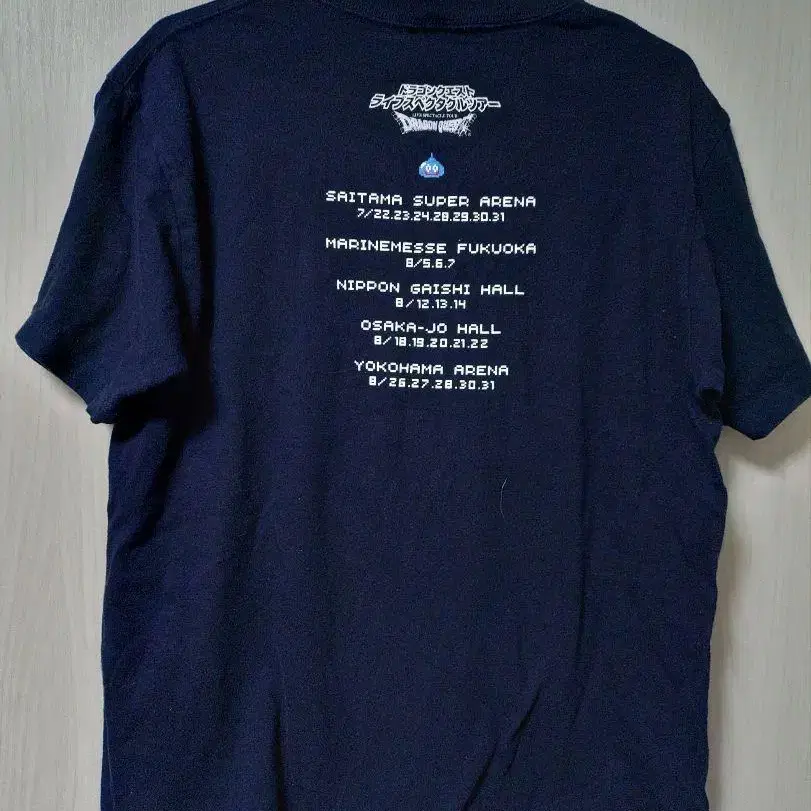 ドラゴンクエスト
ライブスペクタクルツアー
LIVE SPECTACLE TOUR
DRAGON QUEST
SAITAMA SUPER ARENA
7/22.23.24.28.29.30.31
MARINEMESSE FUKUOKA
8/5.6.7
NIPPON GAISHI HALL
8/12.13.14
OSAKA-JO HALL
8/18.19.20.21.22
YOKOHAMA ARENA
8/26.27.28.30.31